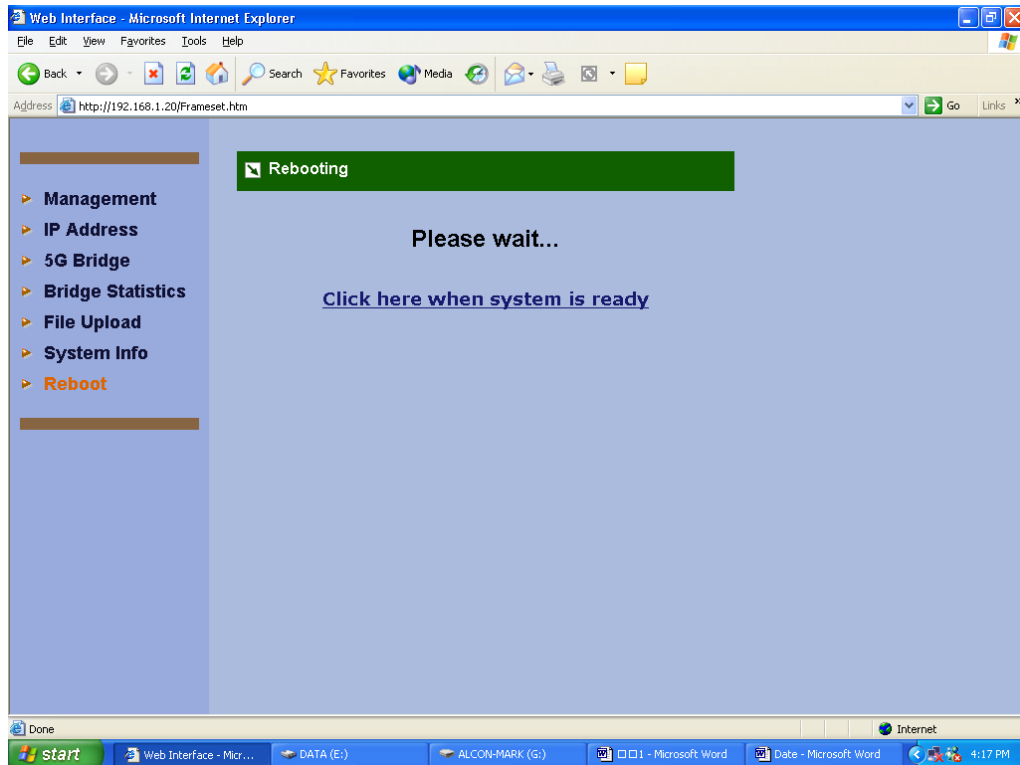 Web Interface - Microsoft Internet Explorer
File Edit View Favorites Tools Help
Back Search Favorites Media
Address http://192.168.1.20/Frameset.htm Go Links »
Rebooting
Management
IP Address
5G Bridge
Bridge Statistics
File Upload
System Info
Reboot
Please wait...
Click here when system is ready
Done Internet
start Web Interface - Micr... DATA (E:) ALCON-MARK (G:) □□1 - Microsoft Word Date - Microsoft Word 4:17 PM